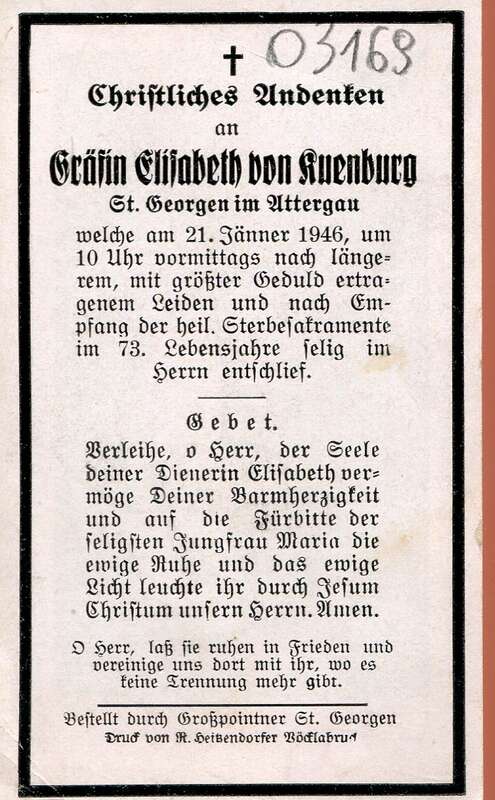 03169
Christliches Andenken
an
Gräfin Elisabeth von Kuenburg
St. Georgen im Attergau
welche am 21. Jänner 1946, um
10 Uhr vormittags nach länge-
rem, mit größter Geduld ertra-
genem Leiden und nach Em-
pfang der heil. Sterbesakramente
im 73. Lebensjahre selig im
Herrn entschlief.
Gebet.
Verleihe, o Herr, der Seele
deiner Dienerin Elisabeth ver-
möge Deiner Barmherzigkeit
und auf die Fürbitte der
seligsten Jungfrau Maria die
ewige Ruhe und das ewige
Licht leuchte ihr durch Jesum
Christum unsern Herrn. Amen.
O Herr, laß sie ruhen in Frieden und
vereinige uns dort mit ihr, wo es
keine Trennung mehr gibt.
Bestellt durch Großpointner St. Georgen
Druck von R. Heitzendorfer Vöcklabruck